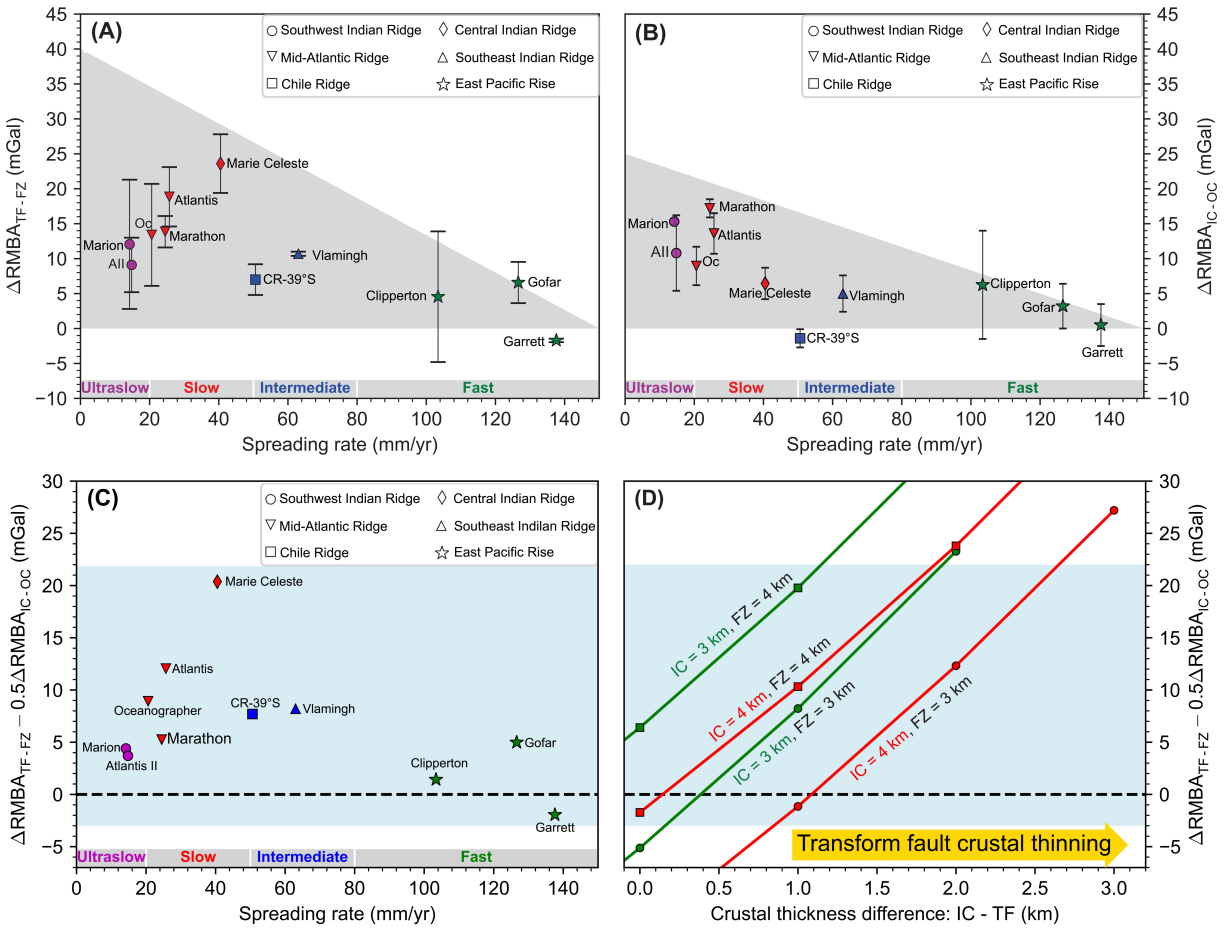 (A)
Southwest Indian Ridge
Central Indian Ridge
Mid-Atlantic Ridge
Southeast Indian Ridge
Chile Ridge
East Pacific Rise
45
40
35
30
25
20
15
10
5
0
−5
−10
ΔRMBA TF-FZ (mGal)
Marie Celeste
Atlantis
Oc
Marathon
Marion
AII
Vlamingh
CR-39°S
Clipperton
Gofar
Garrett
Ultraslow
Slow
Intermediate
Fast
0 20 40 60 80 100 120 140
Spreading rate (mm/yr)
(B)
Southwest Indian Ridge
Central Indian Ridge
Mid-Atlantic Ridge
Southeast Indian Ridge
Chile Ridge
East Pacific Rise
45
40
35
30
25
20
15
10
5
0
−5
−10
ΔRMBA IC-OC (mGal)
Marathon
Marion
Atlantis
AII
Oc
Marie Celeste
Vlamingh
Clipperton
Gofar
Garrett
CR-39°S
Ultraslow
Slow
Intermediate
Fast
0 20 40 60 80 100 120 140
Spreading rate (mm/yr)
(C)
Southwest Indian Ridge
Central Indian Ridge
Mid-Atlantic Ridge
Southeast Indilan Ridge
Chile Ridge
East Pacific Rise
30
25
20
15
10
5
0
−5
ΔRMBA TF-FZ − 0.5ΔRMBA IC-OC (mGal)
Marie Celeste
Atlantis
Oceanographer
CR-39°S
Vlamingh
Marathon
Marion
Atlantis II
Gofar
Clipperton
Garrett
Ultraslow
Slow
Intermediate
Fast
0 20 40 60 80 100 120 140
Spreading rate (mm/yr)
(D)
30
25
20
15
10
5
0
−5
ΔRMBA TF-FZ − 0.5ΔRMBA IC-OC (mGal)
IC = 3 km, FZ = 4 km
IC = 4 km, FZ = 4 km
IC = 3 km, FZ = 3 km
IC = 4 km, FZ = 3 km
Transform fault crustal thinning
0.0 0.5 1.0 1.5 2.0 2.5 3.0
Crustal thickness difference: IC - TF (km)